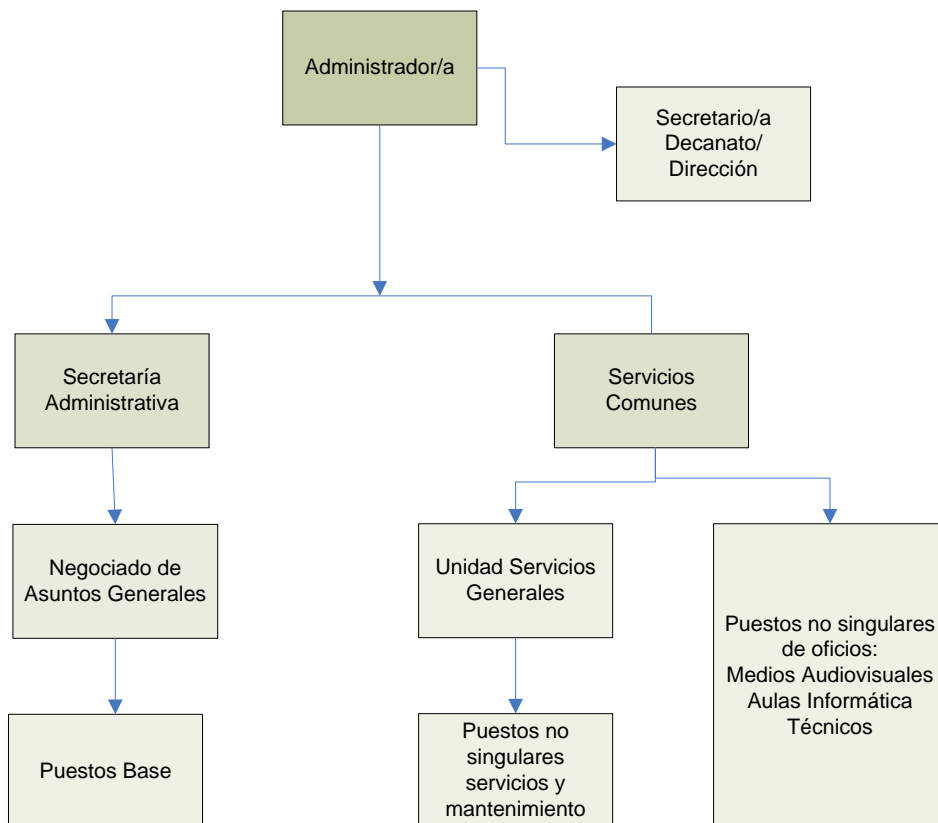 Administrador/a
Secretario/a
Decanato/
Dirección
Secretaría
Administrativa
Servicios
Comunes
Negociado de
Asuntos Generales
Unidad Servicios
Generales
Puestos no singulares
de oficios:
Medios Audiovisuales
Aulas Informática
Técnicos
Puestos Base
Puestos no
singulares
servicios y
mantenimiento